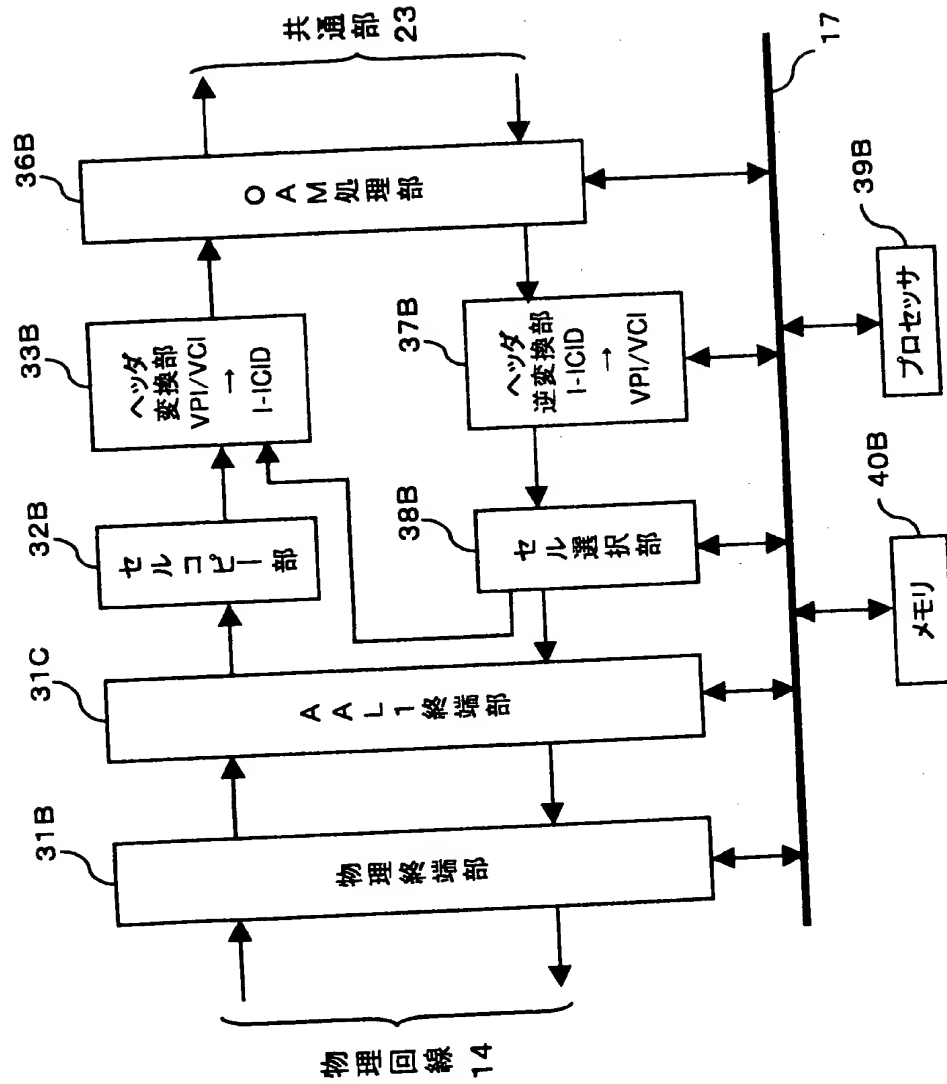 物理回線
14
31B
物理終端部
31C
AAL1終端部
32B
セルコピー部
33B
ヘッダ
変換部
VPI/VCI
→
I-ICID
36B
OAM処理部
共通部
23
38B
セル選択部
37B
ヘッダ
逆変換部
I-ICID
→
VPI/VCI
17
40B
メモリ
39B
プロセッサ